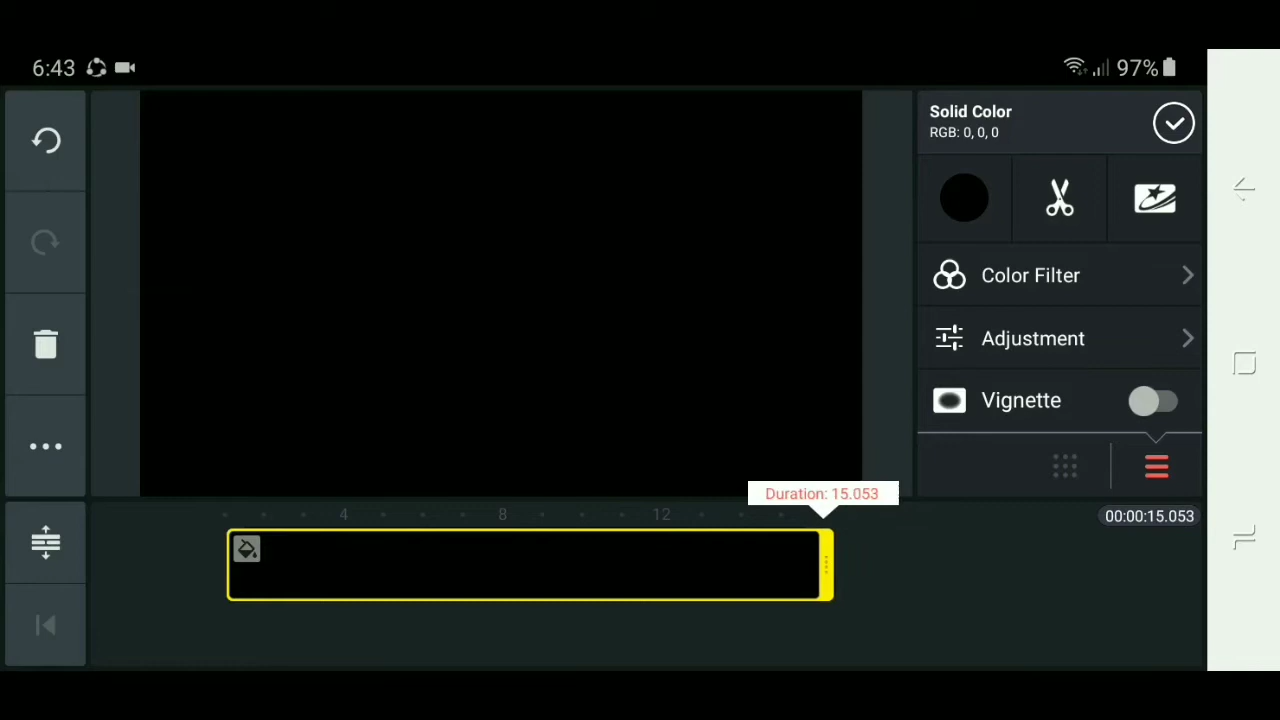 6:43
97%
Solid Color
RGB: 0, 0, 0
Color Filter
Adjustment
Vignette
Duration: 15.053
4 8 12
00:00:15.053